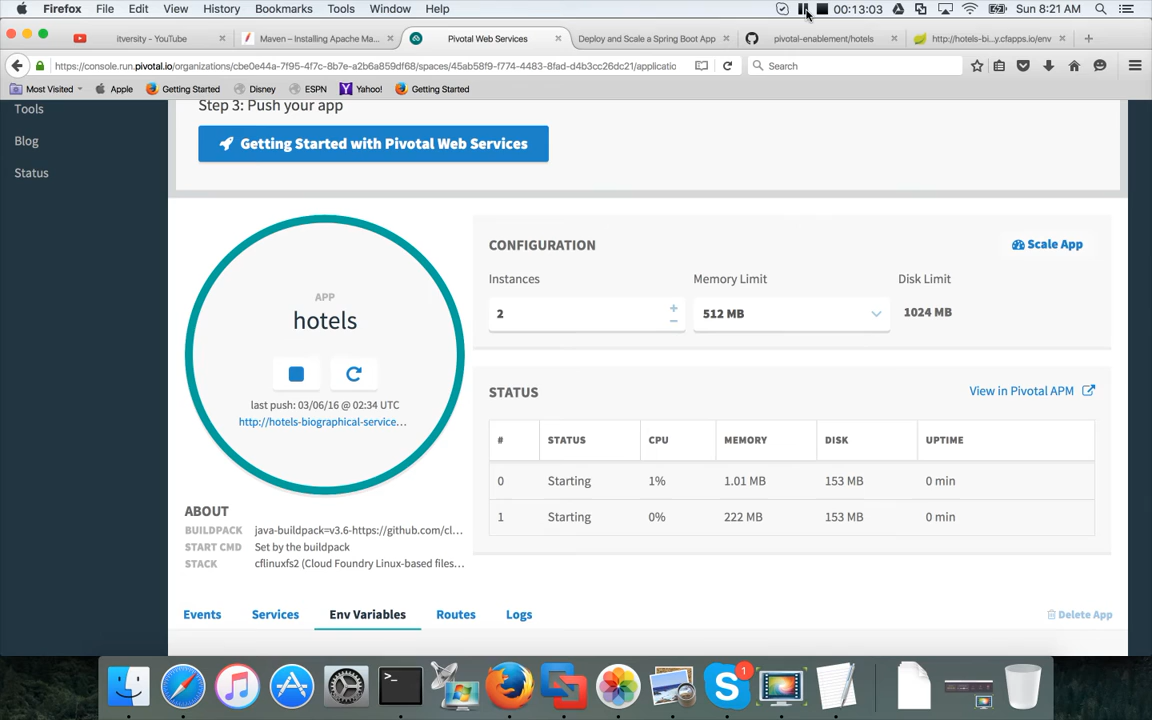 Firefox File Edit View History Bookmarks Tools Window Help 00:13:03 Sun 8:21 AM
itversity - YouTube × Maven – Installing Apache Ma... × Pivotal Web Services × Deploy and Scale a Spring Boot App × pivotal-enablement/hotels × http://hotels-bi...y.cfapps.io/env × +
https://console.run.pivotal.io/organizations/cbe0e44a-7f95-4f7c-8b7e-a2b6a859df68/spaces/45ab58f9-f774-4483-8fad-d4b3cc26dc21/applicatio Search
Most Visited Apple Getting Started Disney ESPN Yahoo! Getting Started
Tools
Blog
Status
Step 3: Push your app
Getting Started with Pivotal Web Services
APP
hotels
last push: 03/06/16 @ 02:34 UTC
http://hotels-biographical-service...
CONFIGURATION Scale App
Instances Memory Limit Disk Limit
2 + − 512 MB 1024 MB
STATUS View in Pivotal APM
# STATUS CPU MEMORY DISK UPTIME
0 Starting 1% 1.01 MB 153 MB 0 min
1 Starting 0% 222 MB 153 MB 0 min
ABOUT
BUILDPACK java-buildpack=v3.6-https://github.com/cl...
START CMD Set by the buildpack
STACK cflinuxfs2 (Cloud Foundry Linux-based files...
Events Services Env Variables Routes Logs Delete App
>_
1